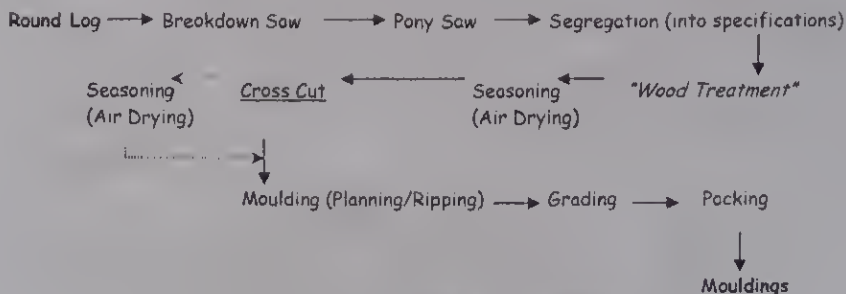 Round Log Breakdown Saw Pony Saw Segregation (into specifications)
Seasoning Cross Cut Seasoning "Wood Treatment"
(Air Drying) (Air Drying)
Moulding (Planning/Ripping) Grading Packing
Mouldings